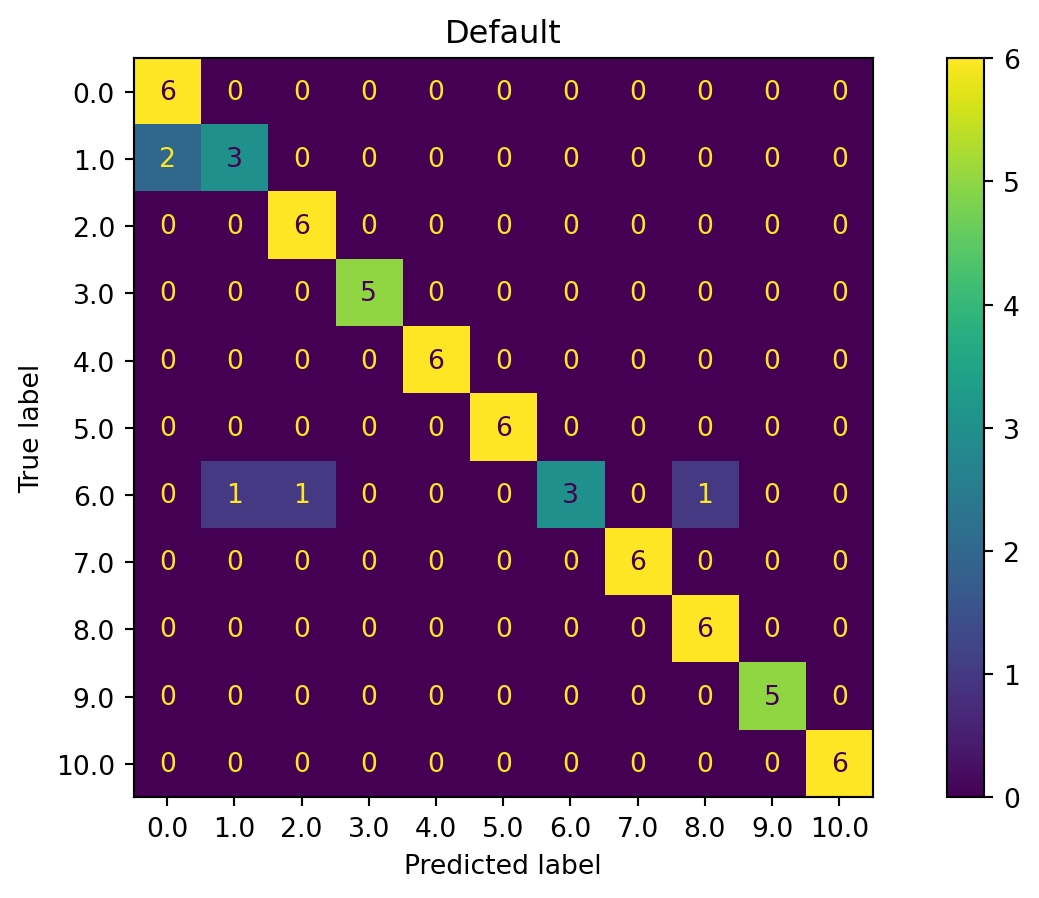 Default
0.0 6 0 0 0 0 0 0 0 0 0 0
1.0 2 3 0 0 0 0 0 0 0 0 0
2.0 0 0 6 0 0 0 0 0 0 0 0
3.0 0 0 0 5 0 0 0 0 0 0 0
4.0 0 0 0 0 6 0 0 0 0 0 0
5.0 0 0 0 0 0 6 0 0 0 0 0
6.0 0 1 1 0 0 0 3 0 1 0 0
7.0 0 0 0 0 0 0 0 6 0 0 0
8.0 0 0 0 0 0 0 0 0 6 0 0
9.0 0 0 0 0 0 0 0 0 0 5 0
10.0 0 0 0 0 0 0 0 0 0 0 6
0.0 1.0 2.0 3.0 4.0 5.0 6.0 7.0 8.0 9.0 10.0
Predicted label
True label
6
5
4
3
2
1
0